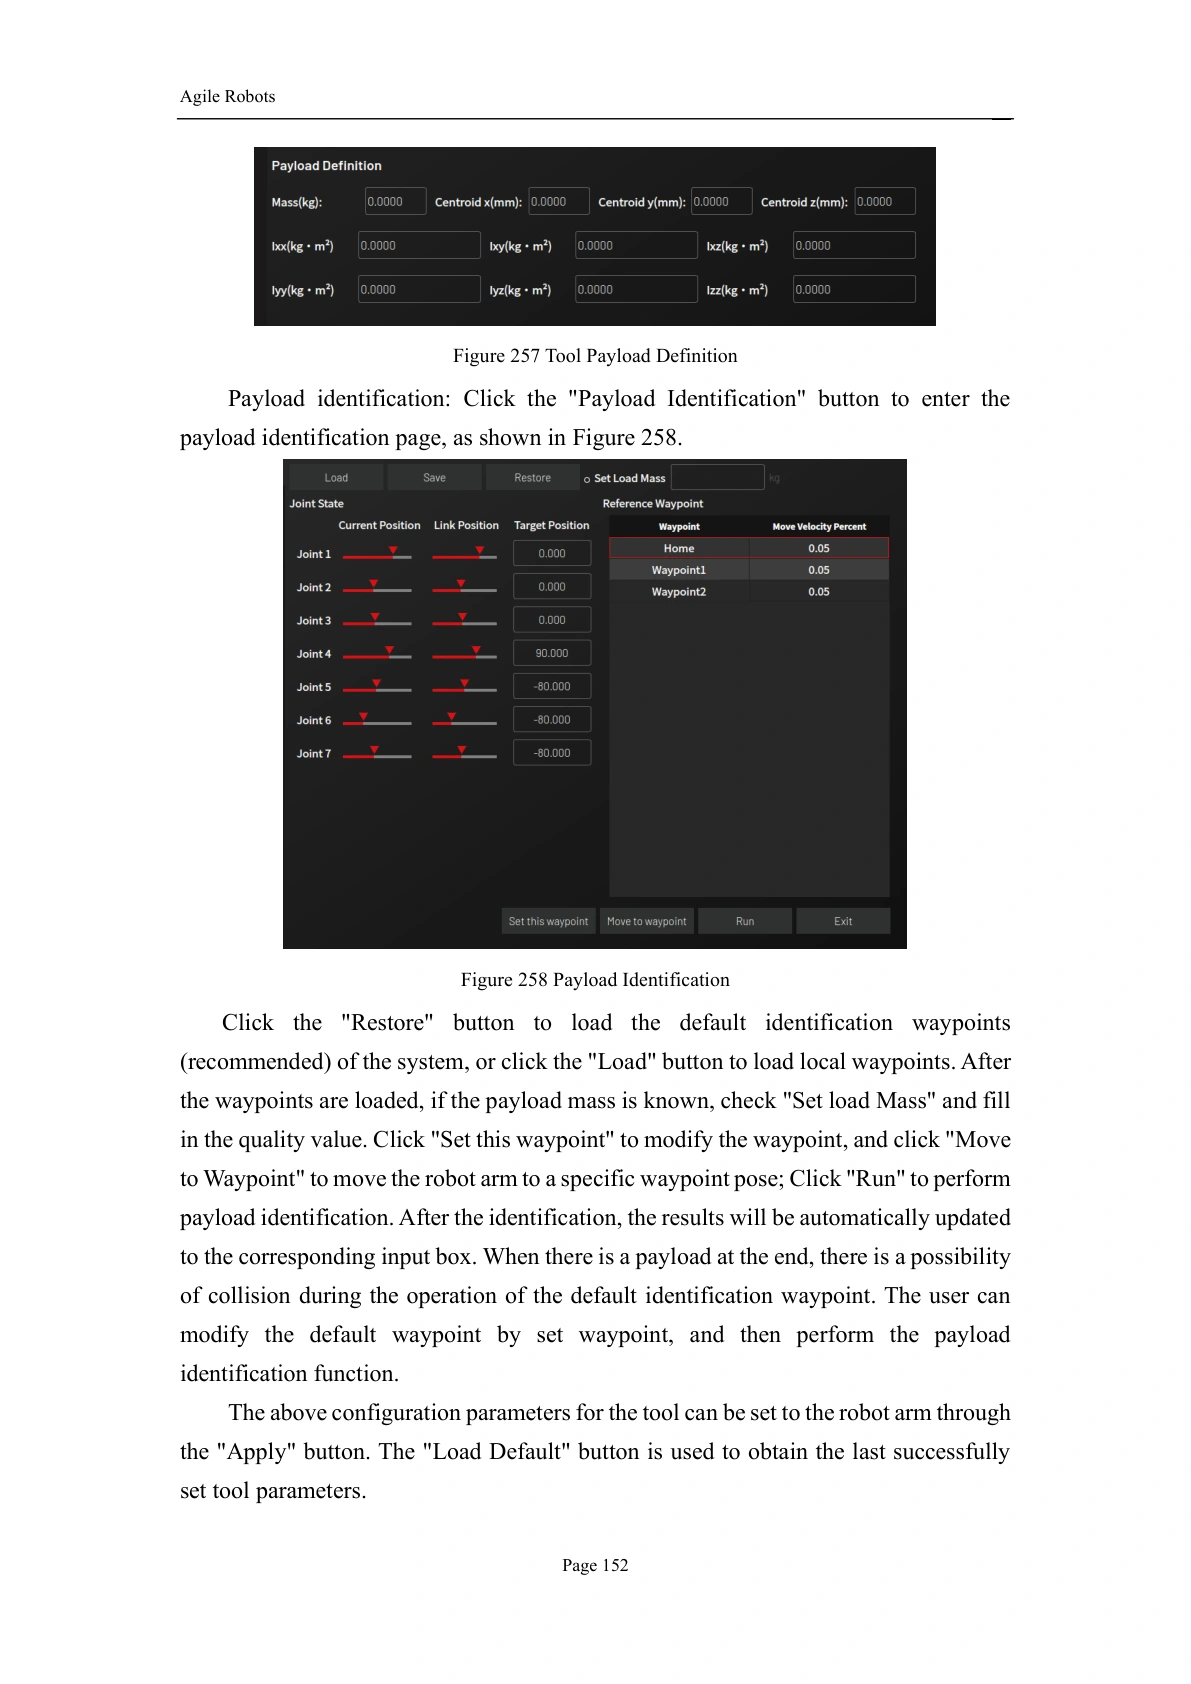 Agile Robots
Payload Definition
Mass(kg): 0.0000 Centroid x(mm): 0.0000 Centroid y(mm): 0.0000 Centroid z(mm): 0.0000
Ixx(kg・m²) 0.0000 Ixy(kg・m²) 0.0000 Ixz(kg・m²) 0.0000
Iyy(kg・m²) 0.0000 Iyz(kg・m²) 0.0000 Izz(kg・m²) 0.0000
Figure 257 Tool Payload Definition
Payload identification: Click the "Payload Identification" button to enter the
payload identification page, as shown in Figure 258.
Load Save Restore Set Load Mass kg
Joint State Reference Waypoint
Current Position Link Position Target Position Waypoint Move Velocity Percent
Joint 1 0.000 Home 0.05
Waypoint1 0.05
Joint 2 0.000 Waypoint2 0.05
Joint 3 0.000
Joint 4 90.000
Joint 5 -80.000
Joint 6 -80.000
Joint 7 -80.000
Set this waypoint Move to waypoint Run Exit
Figure 258 Payload Identification
Click the "Restore" button to load the default identification waypoints
(recommended) of the system, or click the "Load" button to load local waypoints. After
the waypoints are loaded, if the payload mass is known, check "Set load Mass" and fill
in the quality value. Click "Set this waypoint" to modify the waypoint, and click "Move
to Waypoint" to move the robot arm to a specific waypoint pose; Click "Run" to perform
payload identification. After the identification, the results will be automatically updated
to the corresponding input box. When there is a payload at the end, there is a possibility
of collision during the operation of the default identification waypoint. The user can
modify the default waypoint by set waypoint, and then perform the payload
identification function.
The above configuration parameters for the tool can be set to the robot arm through
the "Apply" button. The "Load Default" button is used to obtain the last successfully
set tool parameters.
Page 152